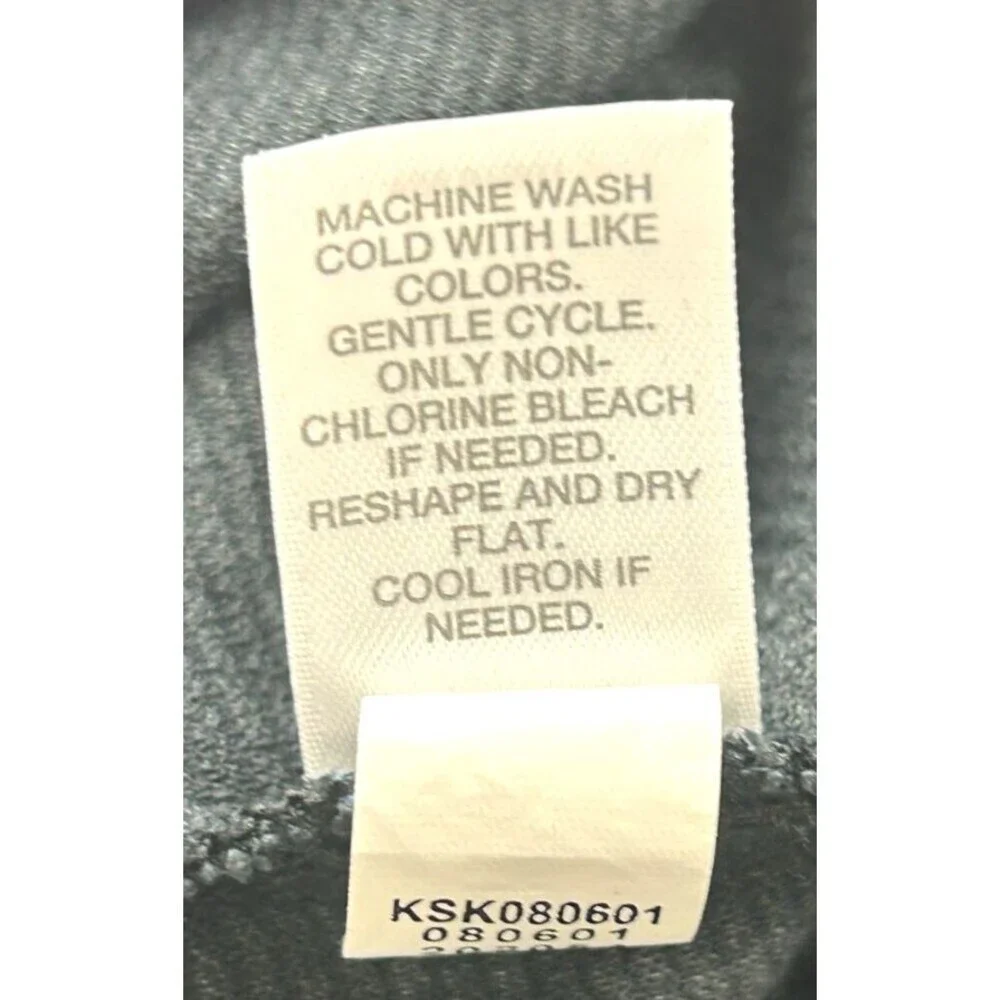 MACHINE WASH
COLD WITH LIKE
COLORS.
GENTLE CYCLE.
ONLY NON-
CHLORINE BLEACH
IF NEEDED.
RESHAPE AND DRY
FLAT.
COOL IRON IF
NEEDED.
KSK080601
080601